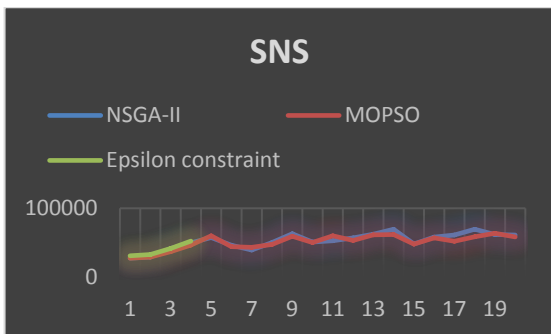 SNS
NSGA-II MOPSO
Epsilon constraint
100000
0
1 3 5 7 9 11 13 15 17 19